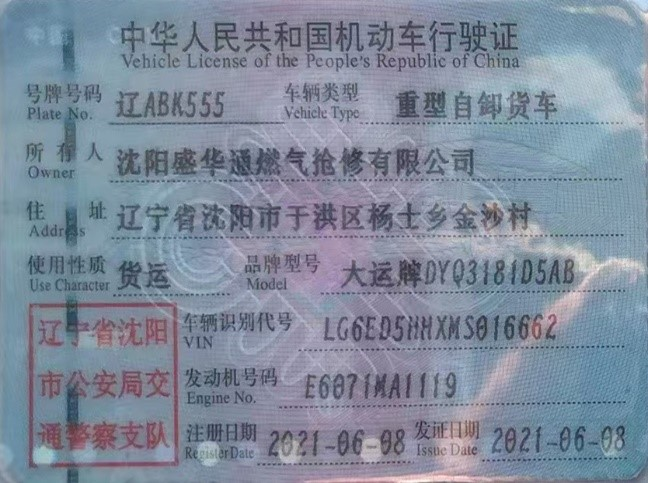 中华人民共和国机动车行驶证
Vehicle License of the People's Republic of China
号牌号码 辽ABK555 车辆类型 重型自卸货车
Plate No. Vehicle Type
所有人 沈阳盛华通燃气抢修有限公司
Owner
住址 辽宁省沈阳市于洪区杨士乡金沙村
Address
使用性质 货运 品牌型号 大运牌DYQ3181D5AB
Use Character Model
辽宁省沈阳
市公安局交
通警察支队
车辆识别代号 LG6ED5HHXMS016662
VIN
发动机号码 E6071MA1119
Engine No.
注册日期 2021-06-08 发证日期 2021-06-08
Register Date Issue Date